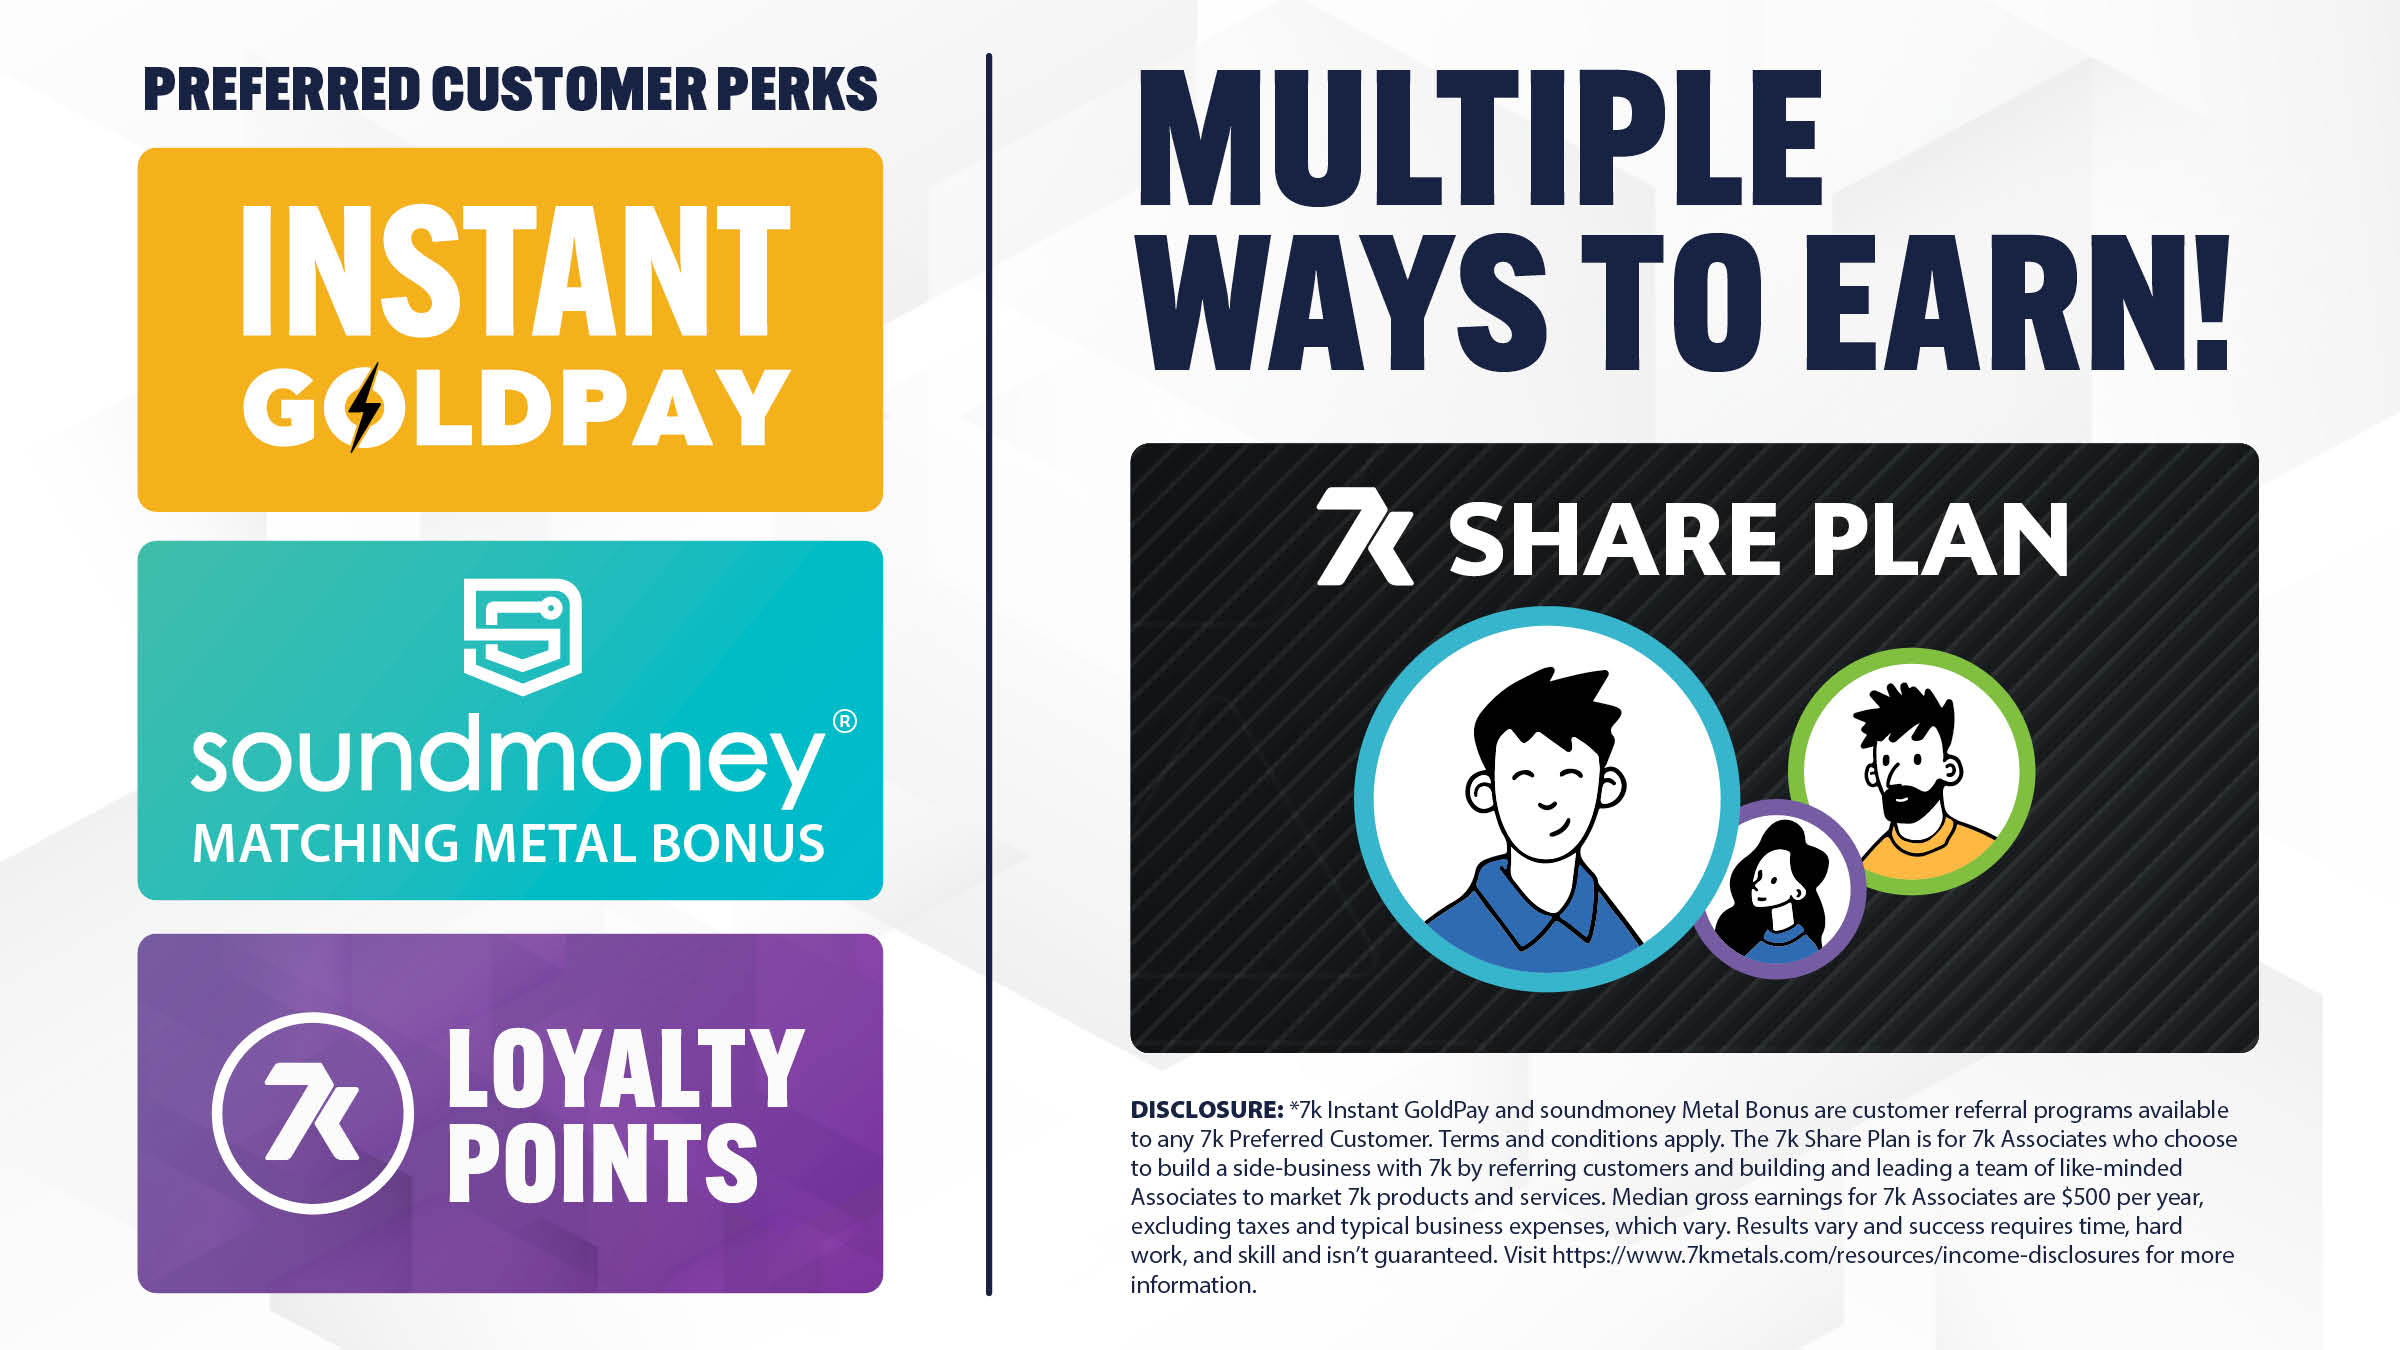 PREFERRED CUSTOMER PERKS
INSTANT
GOLDPAY
soundmoney®
MATCHING METAL BONUS
7k
LOYALTY
POINTS
MULTIPLE
WAYS TO EARN!
7k SHARE PLAN
DISCLOSURE: *7k Instant GoldPay and soundmoney Metal Bonus are customer referral programs available
to any 7k Preferred Customer. Terms and conditions apply. The 7k Share Plan is for 7k Associates who choose
to build a side-business with 7k by referring customers and building and leading a team of like-minded
Associates to market 7k products and services. Median gross earnings for 7k Associates are $500 per year,
excluding taxes and typical business expenses, which vary. Results vary and success requires time, hard
work, and skill and isn’t guaranteed. Visit https://www.7kmetals.com/resources/income-disclosures for more
information.